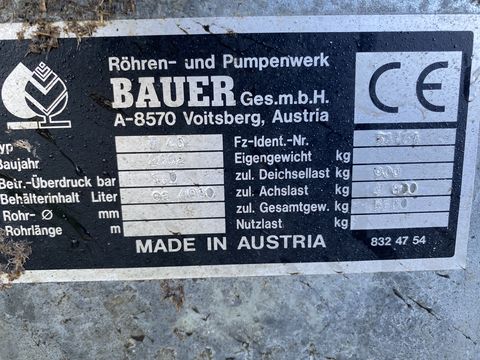 Röhren- und Pumpenwerk
BAUER Ges.m.b.H.
A-8570 Voitsberg, Austria
CE
Typ
Baujahr
Betr.-Überdruck bar
Behälterinhalt Liter
Rohr- Ø mm
Rohrlänge m
Fz-Ident.-Nr.
Eigengewicht kg
zul. Deichsellast kg
zul. Achslast kg
zul. Gesamtgew. kg
Nutzlast kg
MADE IN AUSTRIA
832 47 54